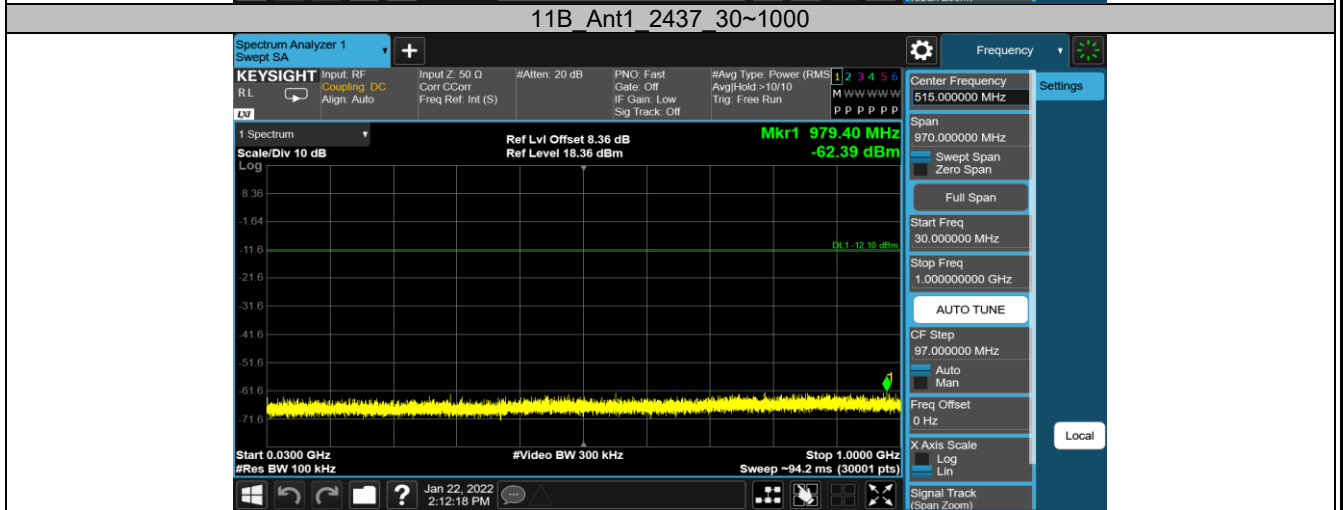 (Span Zoom)
11B_Ant1_2437_30~1000
Spectrum Analyzer 1
Swept SA
Frequency
KEYSIGHT
RL
LXI
Input: RF
Coupling: DC
Align: Auto
Input Z: 50 Ω
Corr CCorr
Freq Ref: Int (S)
#Atten: 20 dB
PNO: Fast
Gate: Off
IF Gain: Low
Sig Track: Off
#Avg Type: Power (RMS
Avg|Hold:>10/10
Trig: Free Run
1 2 3 4 5 6
M W W W W W
P P P P P P
1 Spectrum
Scale/Div 10 dB
Log
Ref Lvl Offset 8.36 dB
Ref Level 18.36 dBm
Mkr1 979.40 MHz
-62.39 dBm
8.36
-1.64
-11.6
-21.6
-31.6
-41.6
-51.6
-61.6
-71.6
DL1 -12.10 dBm
1
Start 0.0300 GHz
#Res BW 100 kHz
#Video BW 300 kHz
Stop 1.0000 GHz
Sweep ~94.2 ms (30001 pts)
Jan 22, 2022
2:12:18 PM
Center Frequency
515.000000 MHz
Span
970.000000 MHz
Swept Span
Zero Span
Full Span
Start Freq
30.000000 MHz
Stop Freq
1.000000000 GHz
AUTO TUNE
CF Step
97.000000 MHz
Auto
Man
Freq Offset
0 Hz
X Axis Scale
Log
Lin
Signal Track
(Span Zoom)
Settings
Local